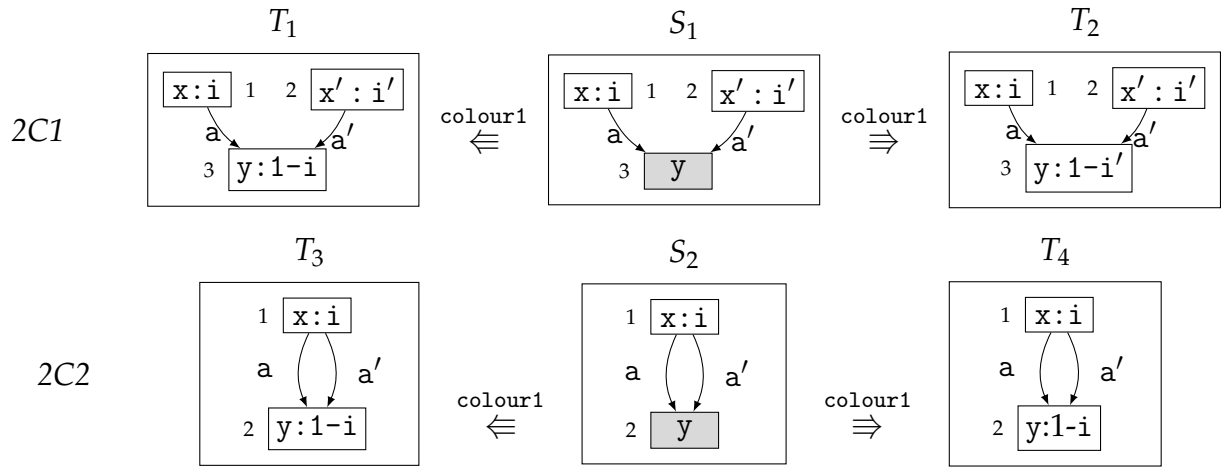 T₁ S₁ T₂
x:i 1 2 x′:i′ x:i 1 2 x′:i′ x:i 1 2 x′:i′
2C1 a a′ colour1 ⇚ a a′ colour1 ⇛ a a′
3 y:1-i 3 y 3 y:1-i′
T₃ S₂ T₄
1 x:i 1 x:i 1 x:i
2C2 a a′ colour1 ⇚ a a′ colour1 ⇛ a a′
2 y:1-i 2 y 2 y:1-i